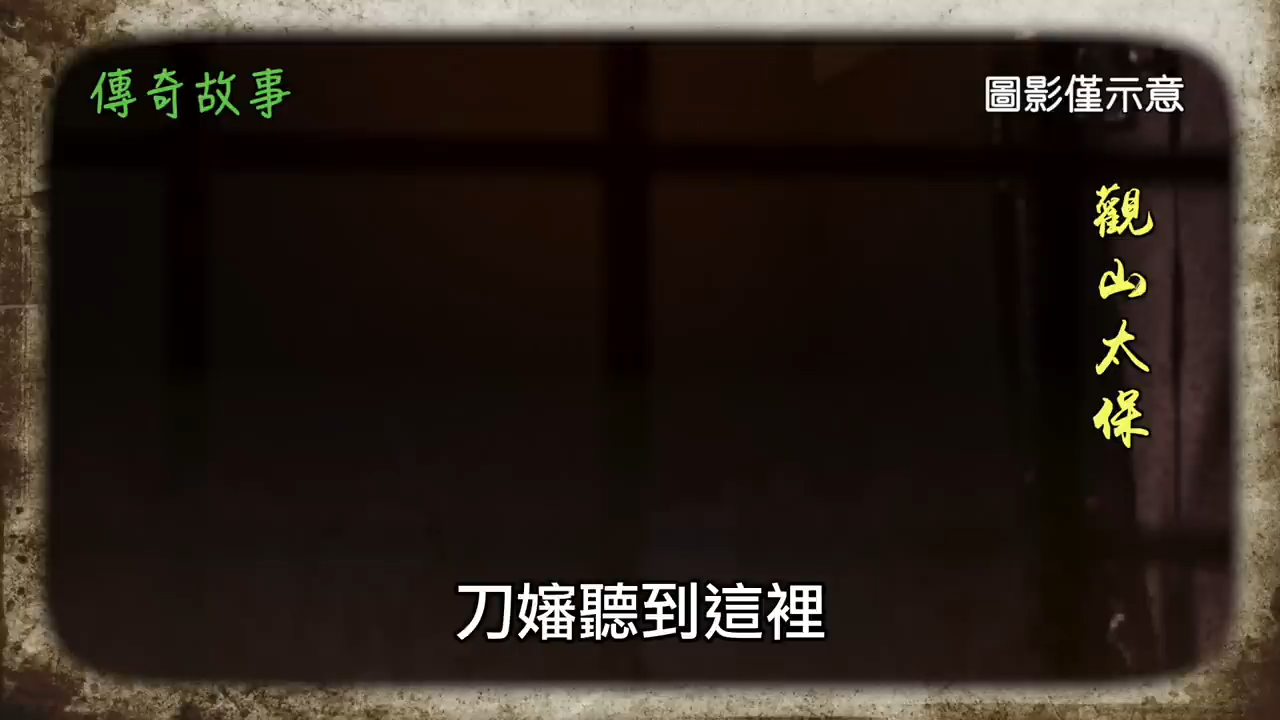 傳奇故事
圖影僅示意
觀山太保
刀嬸聽到這裡